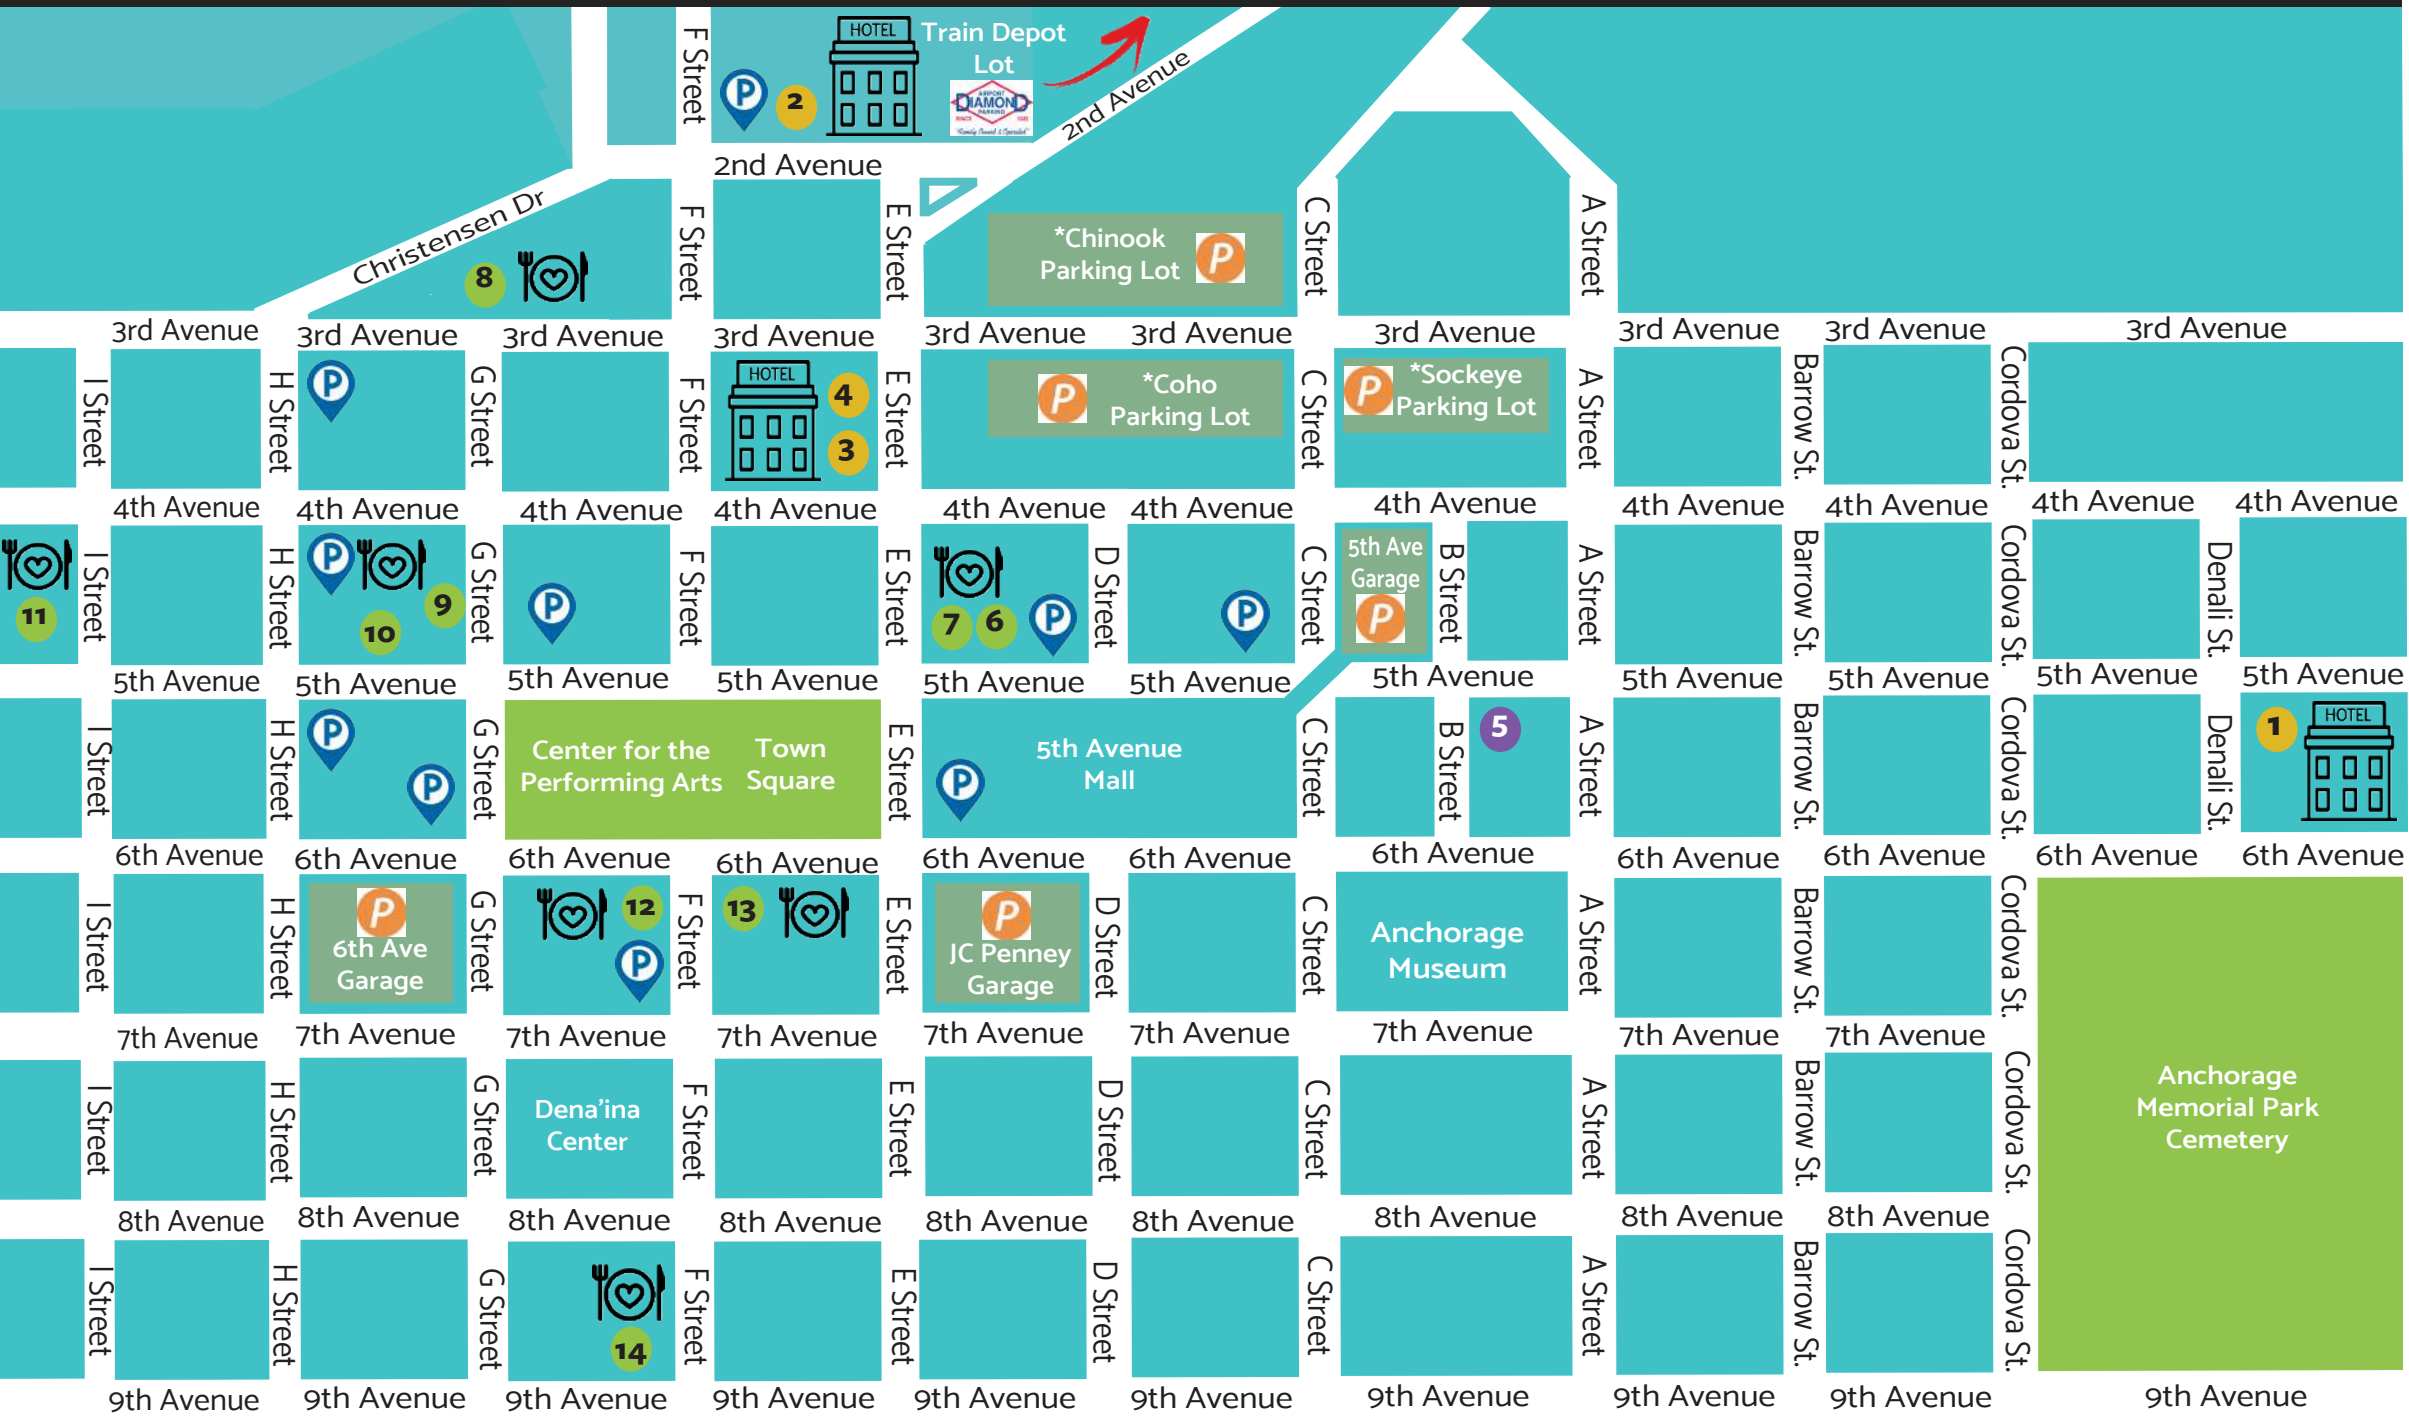 F Street
P
2
HOTEL
Train Depot
Lot
AIRPORT
DIAMOND
PARKING
2nd Avenue
2nd Avenue
Christensen Dr
8
F Street
E Street
*Chinook
Parking Lot
P
C Street
A Street
3rd Avenue
3rd Avenue
3rd Avenue
3rd Avenue
3rd Avenue
3rd Avenue
3rd Avenue
3rd Avenue
3rd Avenue
3rd Avenue
I Street
H Street
P
G Street
F Street
HOTEL
4
3
E Street
P
*Coho
Parking Lot
C Street
P
*Sockeye
Parking Lot
A Street
Barrow St.
Cordova St.
4th Avenue
4th Avenue
4th Avenue
4th Avenue
4th Avenue
4th Avenue
4th Avenue
4th Avenue
4th Avenue
4th Avenue
4th Avenue
11
I Street
H Street
P
10
9
G Street
P
F Street
E Street
7
6
P
D Street
P
C Street
5th Ave
Garage
P
B Street
A Street
Barrow St.
Cordova St.
Denali St.
5th Avenue
5th Avenue
5th Avenue
5th Avenue
5th Avenue
5th Avenue
5th Avenue
5th Avenue
5th Avenue
5th Avenue
5th Avenue
I Street
H Street
P
P
G Street
Center for the
Performing Arts
Town
Square
E Street
P
5th Avenue
Mall
C Street
B Street
5
A Street
Barrow St.
Cordova St.
Denali St.
1
HOTEL
6th Avenue
6th Avenue
6th Avenue
6th Avenue
6th Avenue
6th Avenue
6th Avenue
6th Avenue
6th Avenue
6th Avenue
6th Avenue
I Street
H Street
P
6th Ave
Garage
G Street
12
P
F Street
13
E Street
P
JC Penney
Garage
D Street
C Street
Anchorage
Museum
A Street
Barrow St.
Cordova St.
7th Avenue
7th Avenue
7th Avenue
7th Avenue
7th Avenue
7th Avenue
7th Avenue
7th Avenue
7th Avenue
I Street
H Street
G Street
Dena'ina
Center
F Street
E Street
D Street
C Street
A Street
Barrow St.
Cordova St.
Anchorage
Memorial Park
Cemetery
8th Avenue
8th Avenue
8th Avenue
8th Avenue
8th Avenue
8th Avenue
8th Avenue
8th Avenue
8th Avenue
I Street
H Street
G Street
14
F Street
E Street
D Street
C Street
A Street
Barrow St.
Cordova St.
9th Avenue
9th Avenue
9th Avenue
9th Avenue
9th Avenue
9th Avenue
9th Avenue
9th Avenue
9th Avenue
9th Avenue